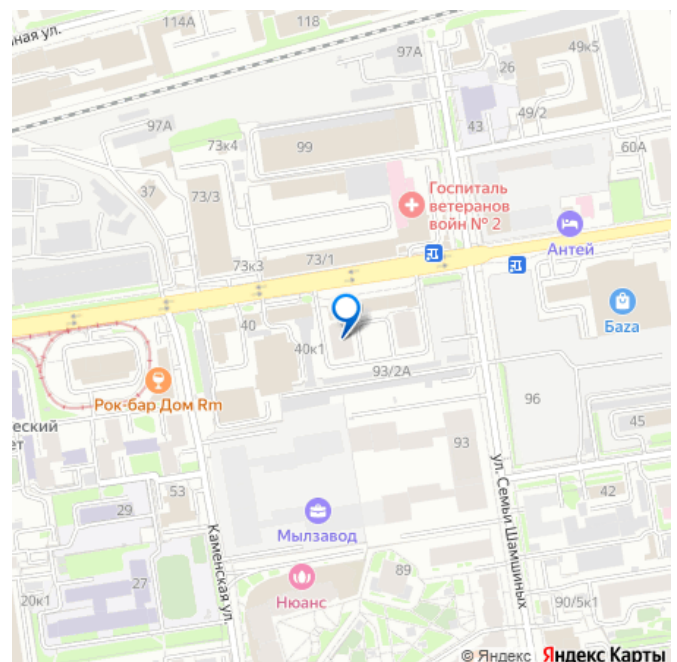 114А
118
ная ул.
97А
49к5
26
49/2
43
97А
73к4
99
60А
37
73/3
Госпиталь
ветеранов
войн № 2
Антей
73к3
73/1
40
40к1
Баzа
93/2А
Рок-бар Дом Rm
96
еский
ет
93
45
ул. Семьи Шамшиных
53
42
29
Мылзавод
Каменская ул.
27
89
Нюанс
20к1
90/5к1
© Яндекс Яндекс Карты